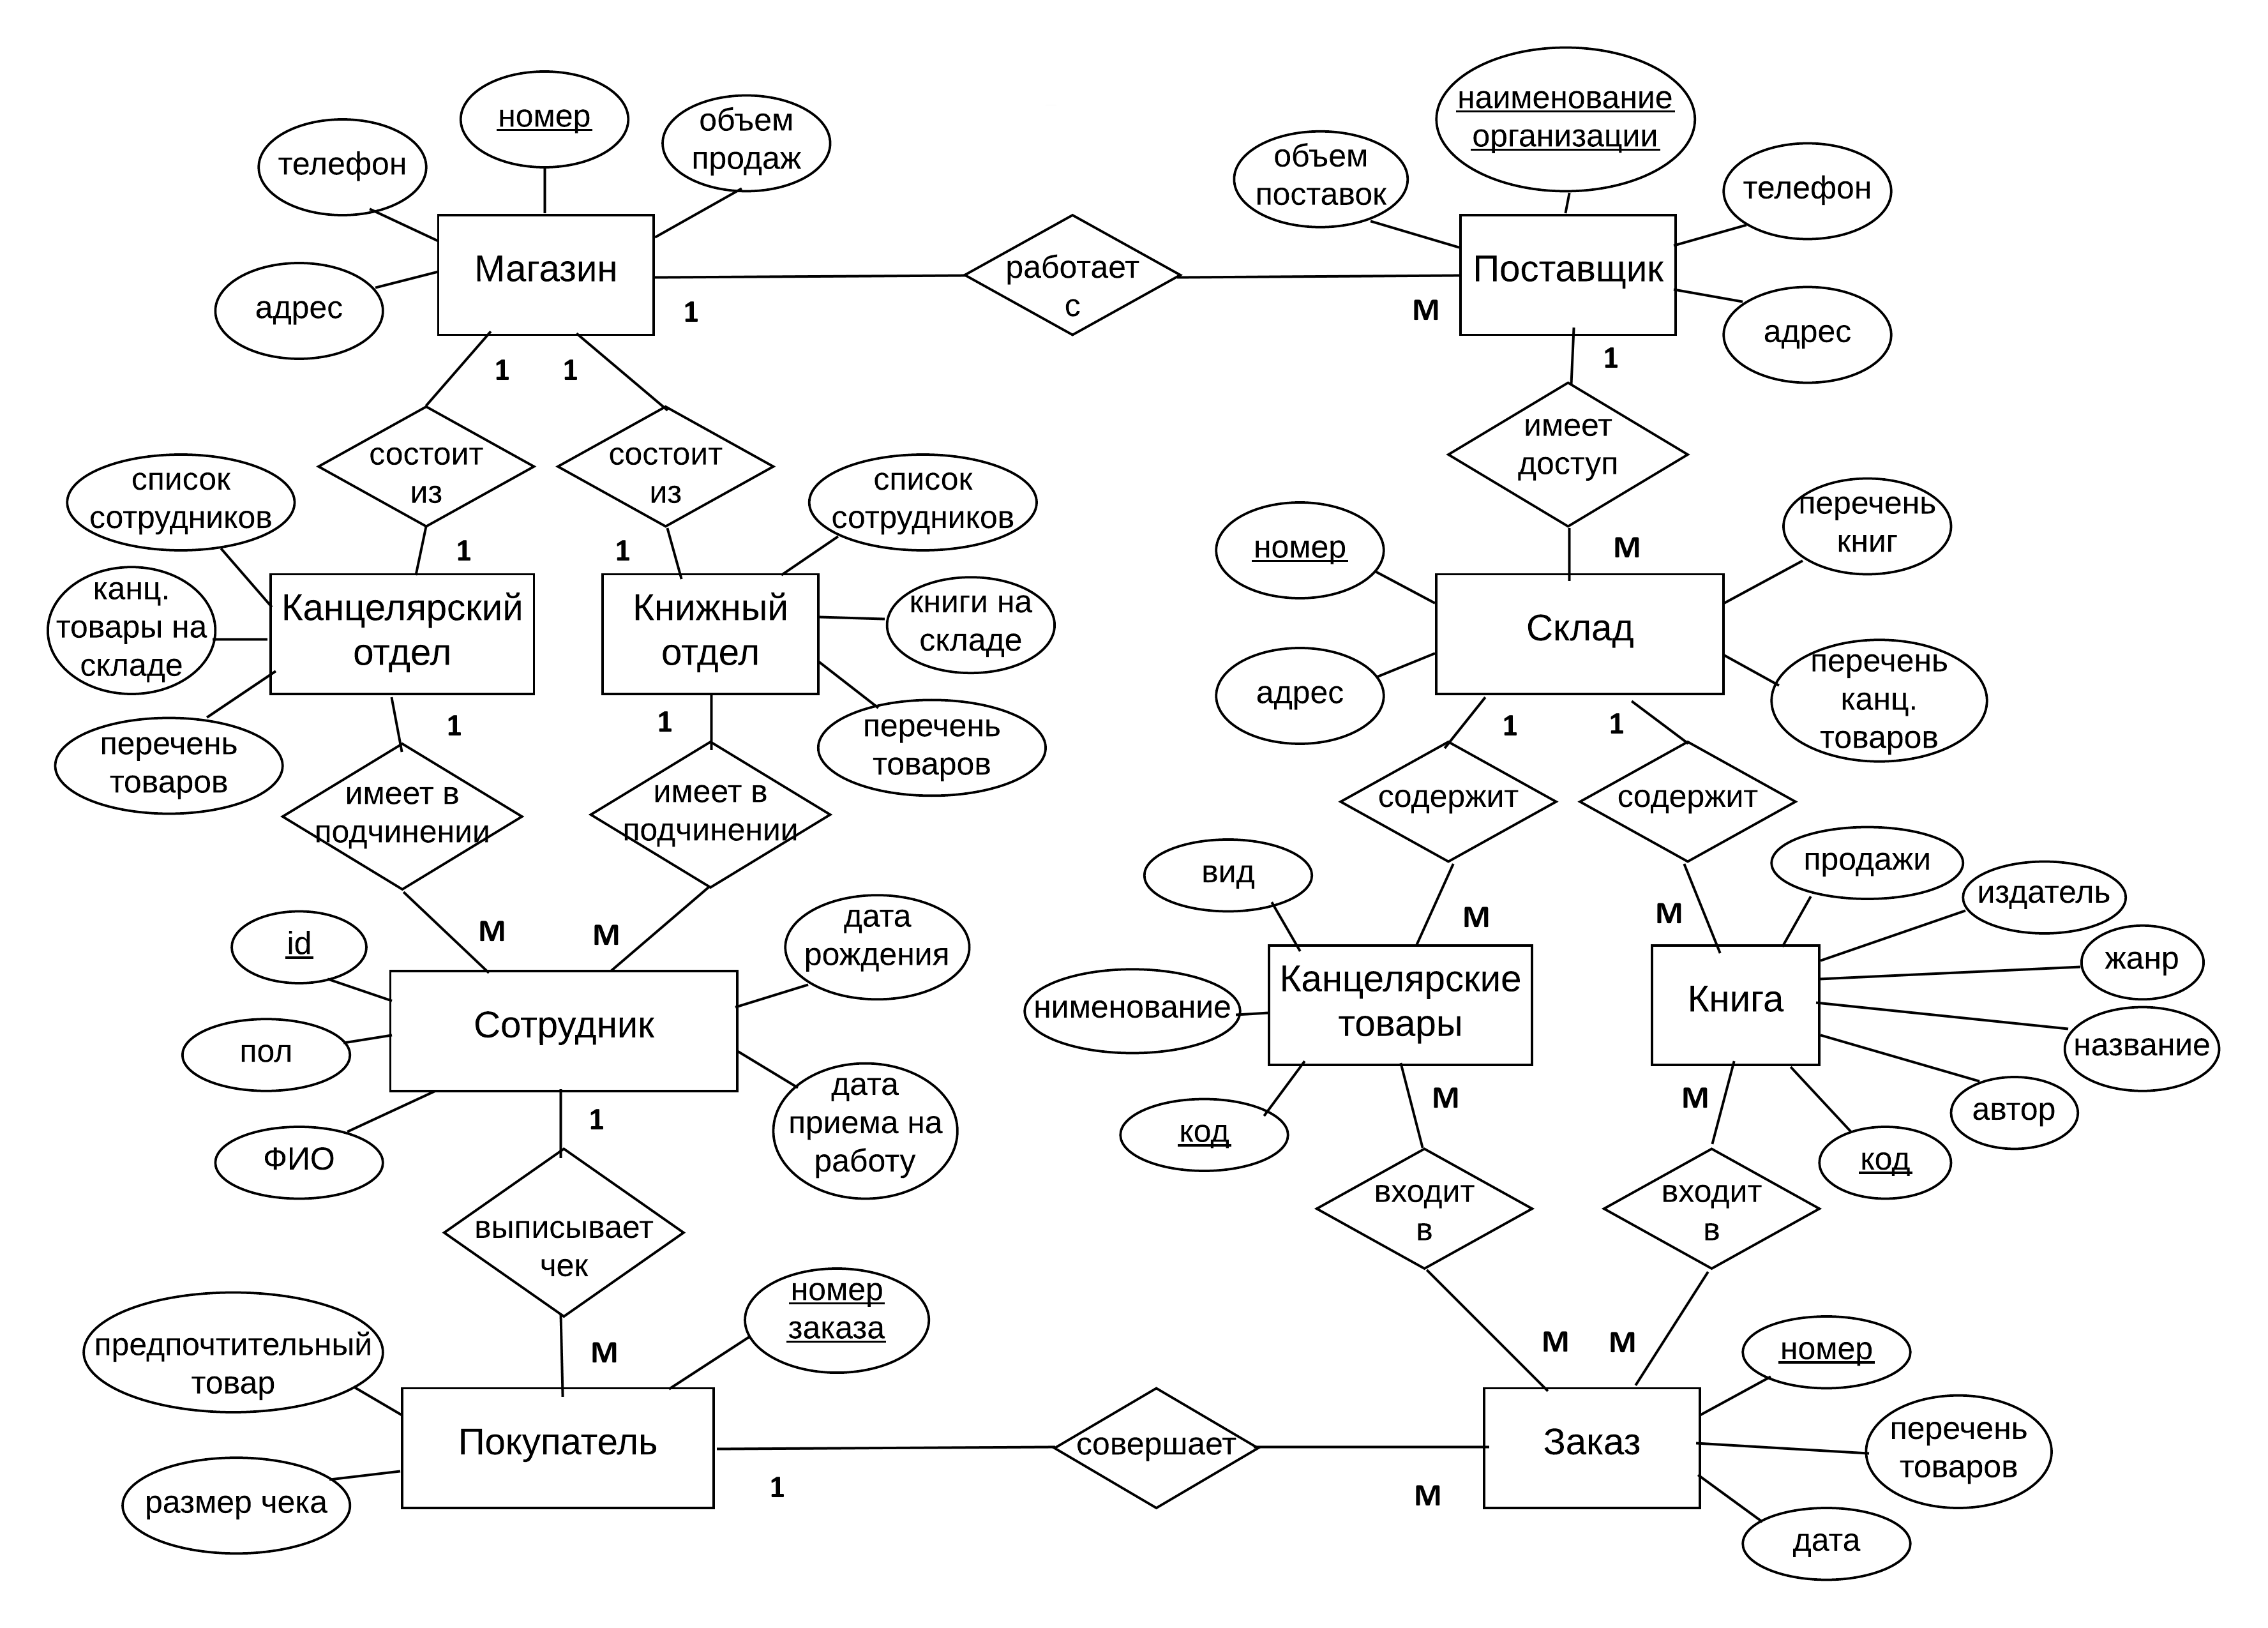 номер
объем
продаж
телефон
адрес
Магазин
1
работает
с
М
наименование
организации
объем
поставок
телефон
Поставщик
адрес
1
1
1
состоит
из
состоит
из
имеет
доступ
список
сотрудников
1
1
список
сотрудников
канц.
товары на
складе
Канцелярский
отдел
Книжный
отдел
книги на
складе
перечень
товаров
1
1
перечень
товаров
номер
М
перечень
книг
Склад
адрес
перечень
канц.
товаров
1
1
имеет в
подчинении
имеет в
подчинении
содержит
содержит
М
М
id
дата
рождения
пол
Сотрудник
ФИО
1
дата
приема на
работу
вид
М
М
продажи
издатель
жанр
нименование
Канцелярские
товары
Книга
название
автор
код
М
М
код
выписывает
чек
входит
в
входит
в
номер
заказа
предпочтительный
товар
М
М
М
номер
Покупатель
совершает
Заказ
перечень
товаров
размер чека
1
М
дата